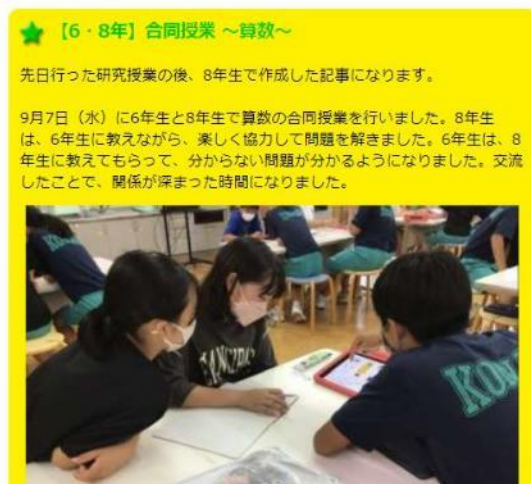 【6・8年】合同授業 ～算数～
先日行った研究授業の後、8年生で作成した記事になります。
9月7日（水）に6年生と8年生で算数の合同授業を行いました。8年生
は、6年生に教えながら、楽しく協力して問題を解きました。6年生は、8
年生に教えてもらって、分からない問題が分かるようになりました。交流
したことで、関係が深まった時間になりました。